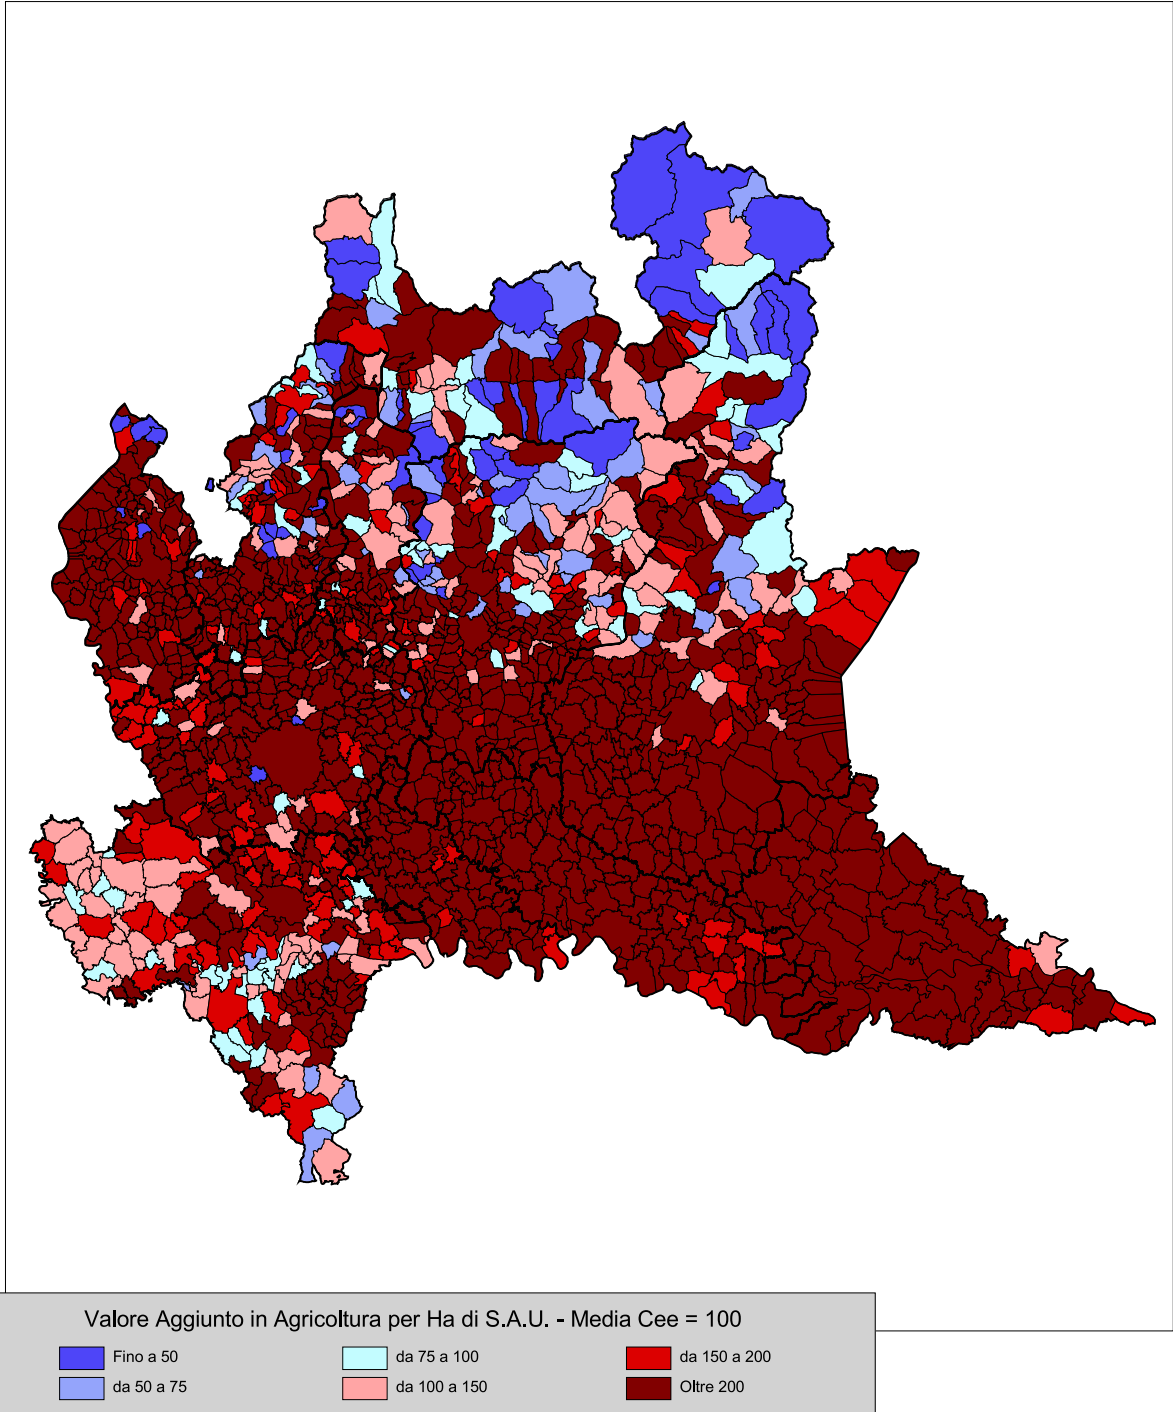 Valore Aggiunto in Agricoltura per Ha di S.A.U. - Media Cee = 100
Fino a 50
da 75 a 100
da 150 a 200
da 50 a 75
da 100 a 150
Oltre 200